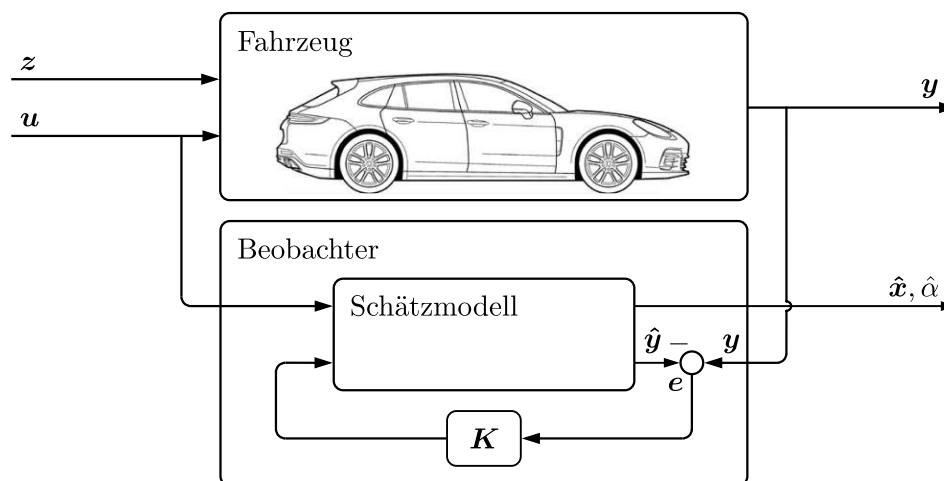 Fahrzeug
z
u
y
Beobachter
Schätzmodell
x̂, α̂
ŷ − y
e
K